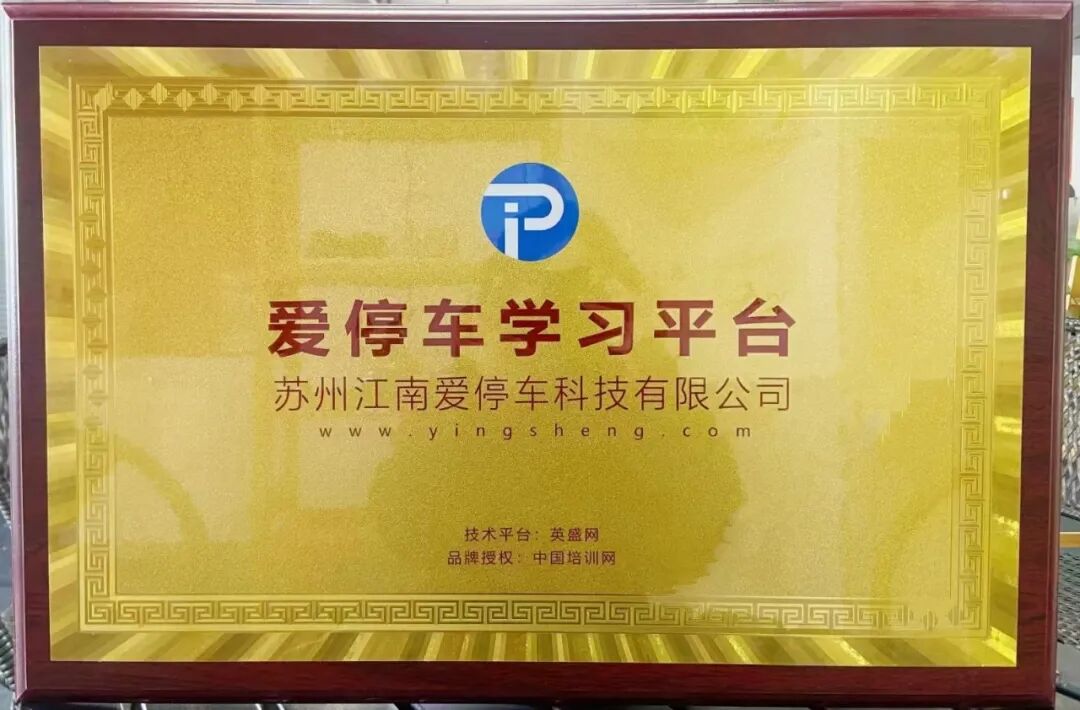 爱停车学习平台
苏州江南爱停车科技有限公司
www.yingsheng.com
技术平台：英盛网
品牌授权：中国培训网